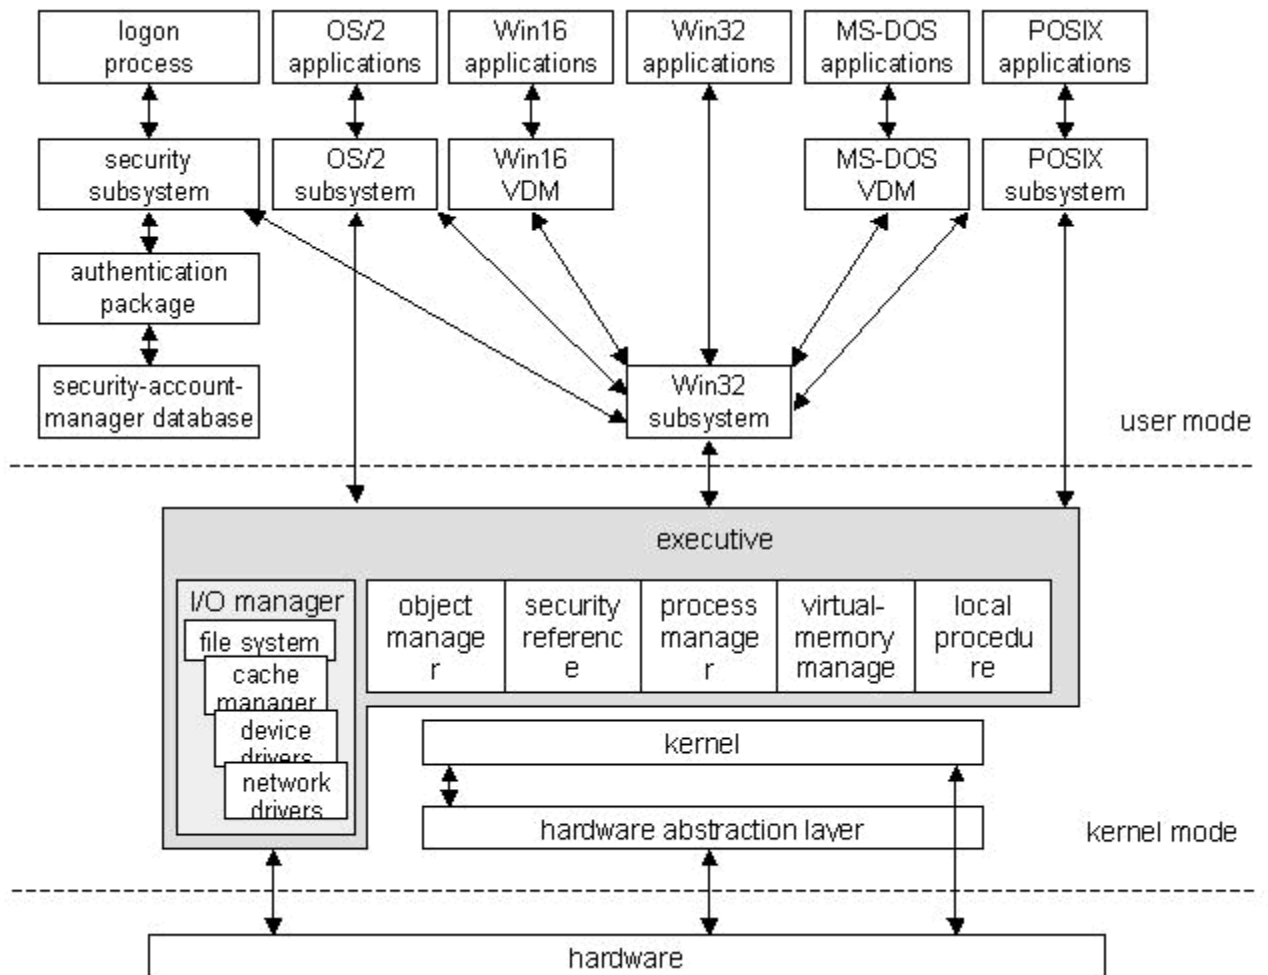 logon
process
OS/2
applications
Win16
applications
Win32
applications
MS-DOS
applications
POSIX
applications
security
subsystem
OS/2
subsystem
Win16
VDM
MS-DOS
VDM
POSIX
subsystem
authentication
package
security-account-
manager database
Win32
subsystem
user mode
executive
I/O manager
file system
cache
manager
device
drivers
network
drivers
object
manage
r
security
referenc
e
process
manage
r
virtual-
memory
manage
local
procedu
re
kernel
hardware abstraction layer
kernel mode
hardware